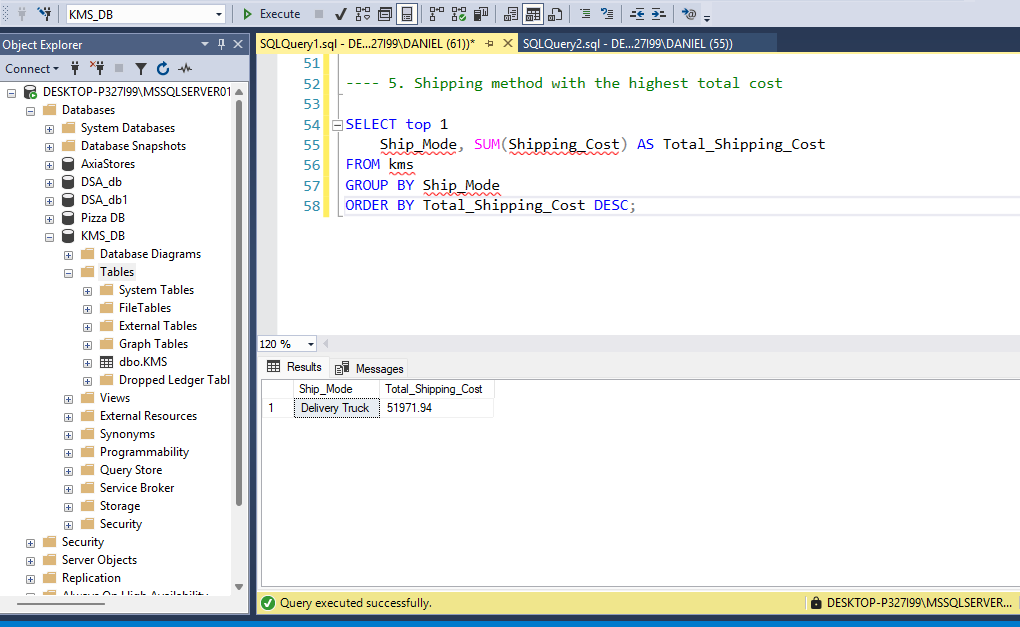 KMS_DB
Execute
Object Explorer
SQLQuery1.sql - DE...27I99\DANIEL (61))*
SQLQuery2.sql - DE...27I99\DANIEL (55))
Connect
DESKTOP-P327I99\MSSQLSERVER01
Databases
System Databases
Database Snapshots
AxiaStores
DSA_db
DSA_db1
Pizza DB
KMS_DB
Database Diagrams
Tables
System Tables
FileTables
External Tables
Graph Tables
dbo.KMS
Dropped Ledger Tabl
Views
External Resources
Synonyms
Programmability
Query Store
Service Broker
Storage
Security
Security
Server Objects
Replication
Always On High Availability
51
52 ---- 5. Shipping method with the highest total cost
53
54 SELECT top 1
55 Ship_Mode, SUM(Shipping_Cost) AS Total_Shipping_Cost
56 FROM kms
57 GROUP BY Ship_Mode
58 ORDER BY Total_Shipping_Cost DESC;
120 %
Results Messages
Ship_Mode Total_Shipping_Cost
1 Delivery Truck 51971.94
Query executed successfully.
DESKTOP-P327I99\MSSQLSERVER...